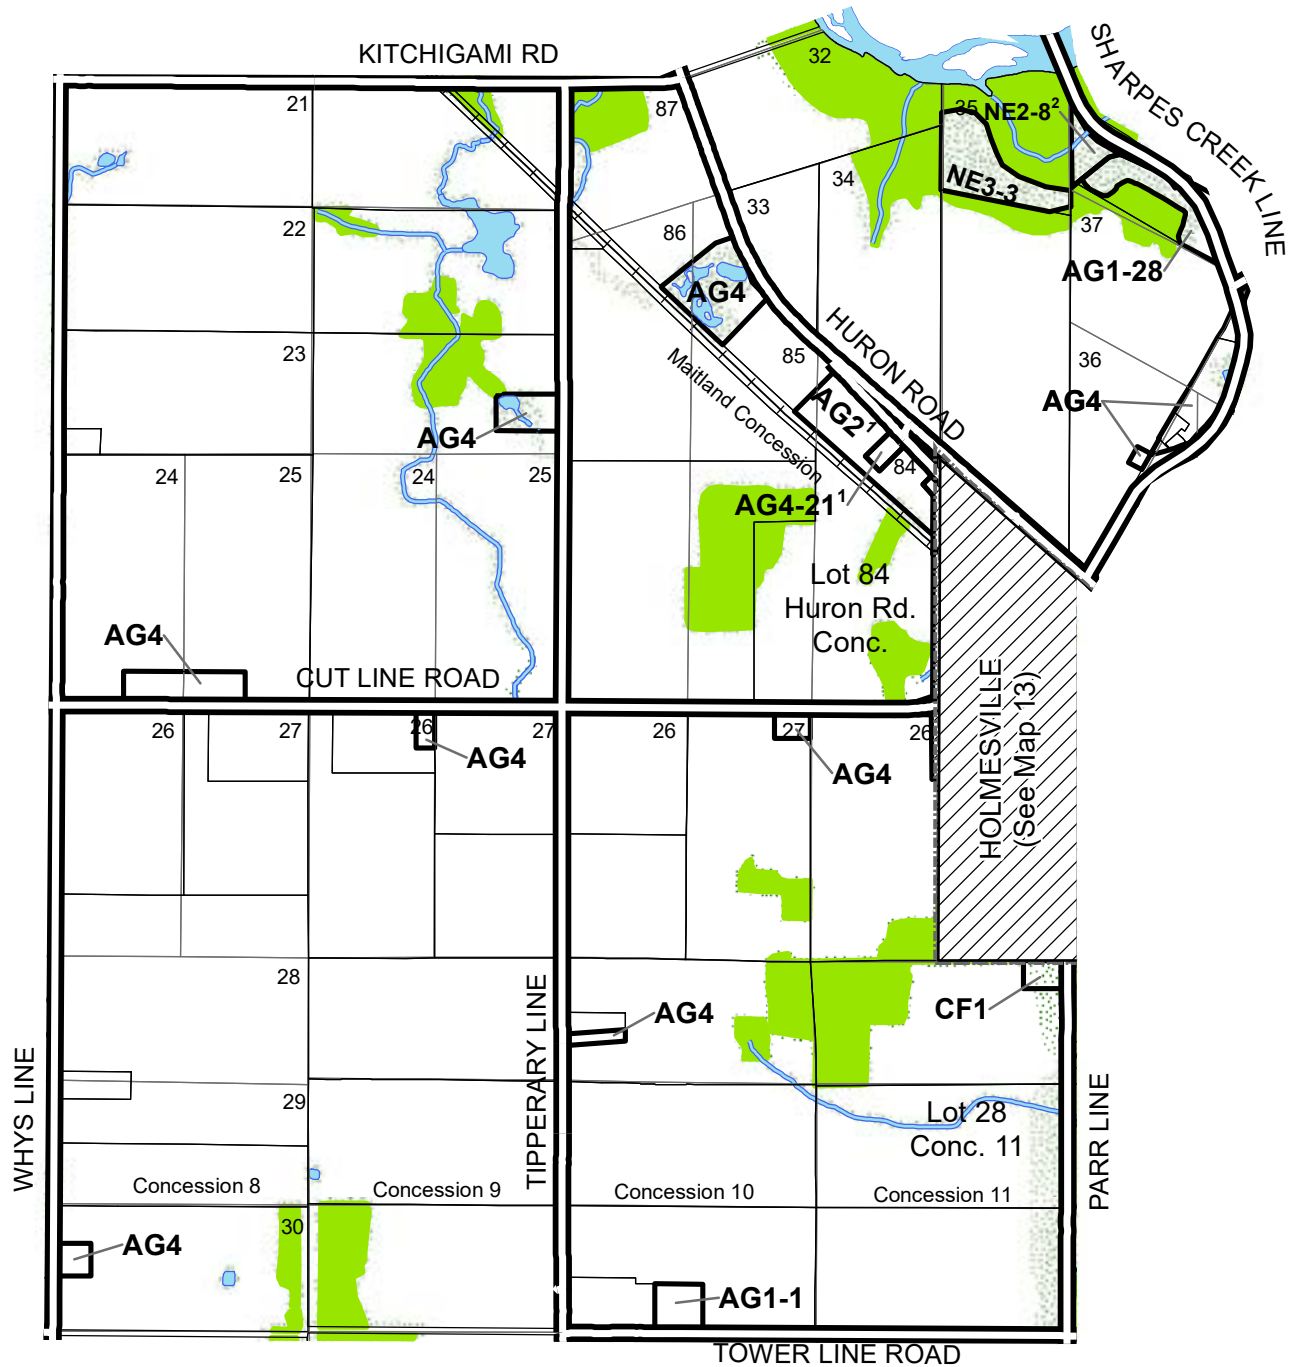 KITCHIGAMI RD
SHARPES CREEK LINE
32
21
87
35
NE2-8²
34
NE3-3
33
22
86
37
AG1-28
AG4
HURON ROAD
23
85
36
Maitland Concession
AG4
AG2¹
AG4
84
24
25
24
25
AG4-21¹
Lot 84
Huron Rd.
Conc.
AG4
CUT LINE ROAD
HOLMESVILLE
(See Map 13)
26
27
26
27
26
27
26
AG4
AG4
28
TIPPERARY LINE
AG4
CF1
WHYS LINE
PARR LINE
29
Lot 28
Conc. 11
Concession 8
Concession 9
Concession 10
Concession 11
30
AG4
AG1-1
TOWER LINE ROAD